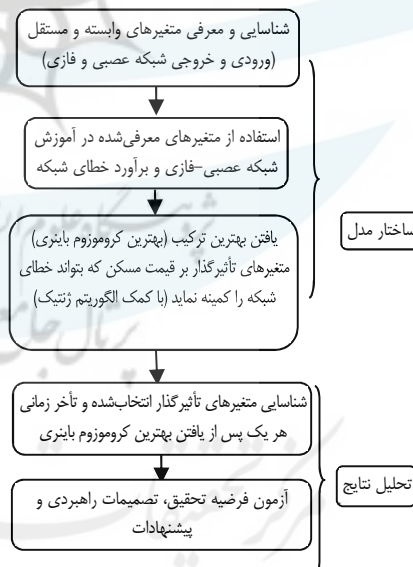 شناسایی و معرفی متغیرهای وابسته و مستقل
(ورودی و خروجی شبکه عصبی و فازی)
استفاده از متغیرهای معرفی‌شده در آموزش
شبکه عصبی-فازی و برآورد خطای شبکه
یافتن بهترین ترکیب (بهترین کروموزوم باینری)
متغیرهای تأثیرگذار بر قیمت مسکن که بتواند خطای
شبکه را کمینه نماید (با کمک الگوریتم ژنتیک)
ساختار مدل
شناسایی متغیرهای تأثیرگذار انتخاب‌شده و تأخر زمانی
هر یک پس از یافتن بهترین کروموزوم باینری
آزمون فرضیه تحقیق، تصمیمات راهبردی و
پیشنهادات
تحلیل نتایج